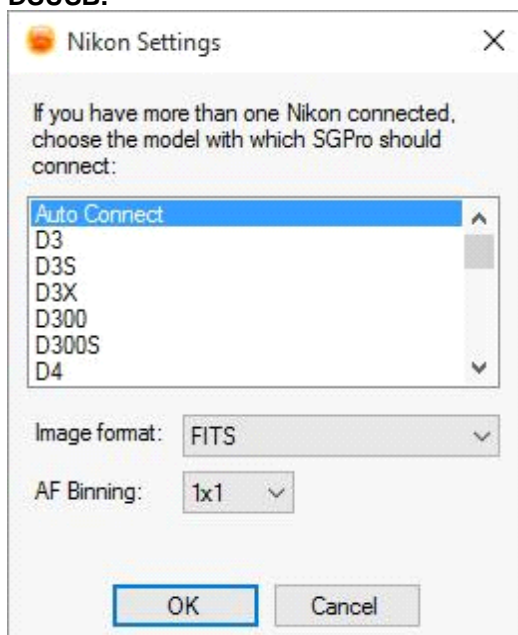 Nikon Settings
If you have more than one Nikon connected,
choose the model with which SGPro should
connect:
Auto Connect
D3
D3S
D3X
D300
D300S
D4
Image format: FITS
AF Binning: 1x1
OK Cancel